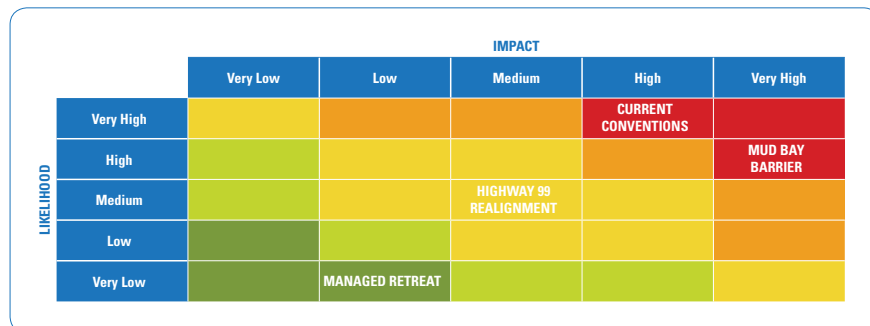 IMPACT
Very Low Low Medium High Very High
LIKELIHOOD
Very High
CURRENT
CONVENTIONS
High
MUD BAY
BARRIER
Medium
HIGHWAY 99
REALIGNMENT
Low
Very Low
MANAGED RETREAT